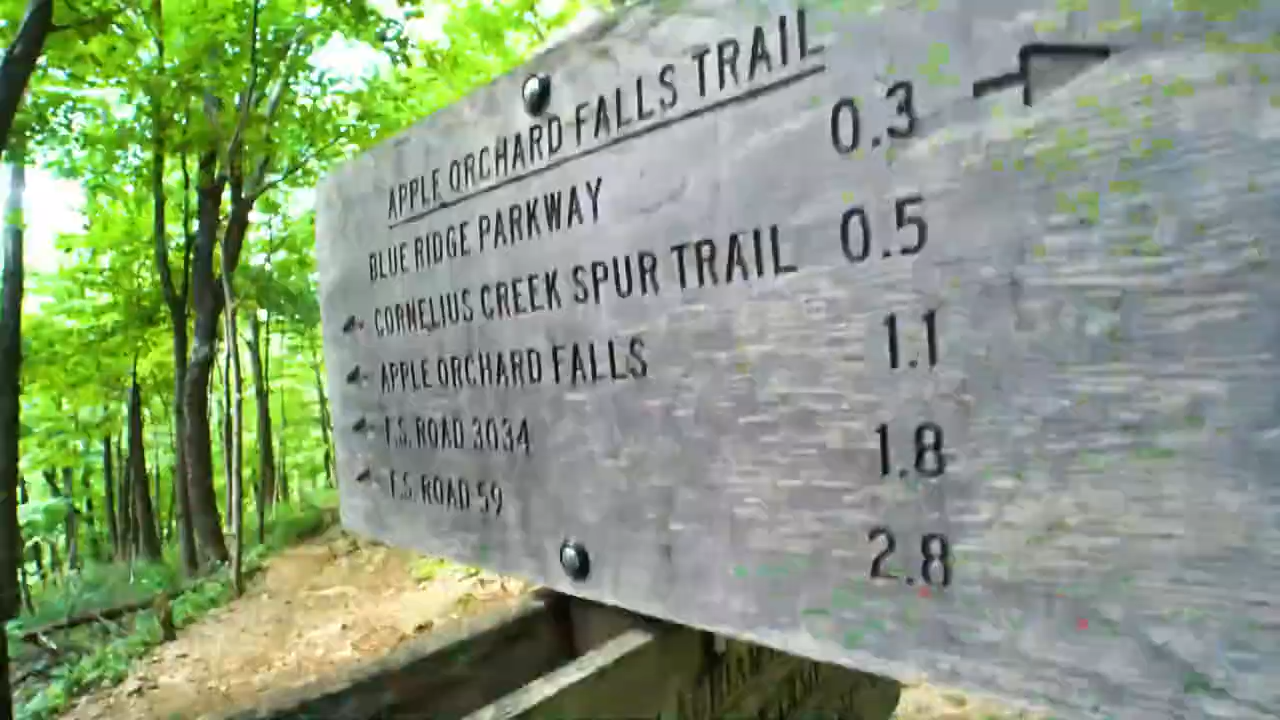 APPLE ORCHARD FALLS TRAIL
BLUE RIDGE PARKWAY 0.3
CORNELIUS CREEK SPUR TRAIL 0.5
APPLE ORCHARD FALLS 1.1
F.S. ROAD 3034 1.8
F.S. ROAD 59 2.8